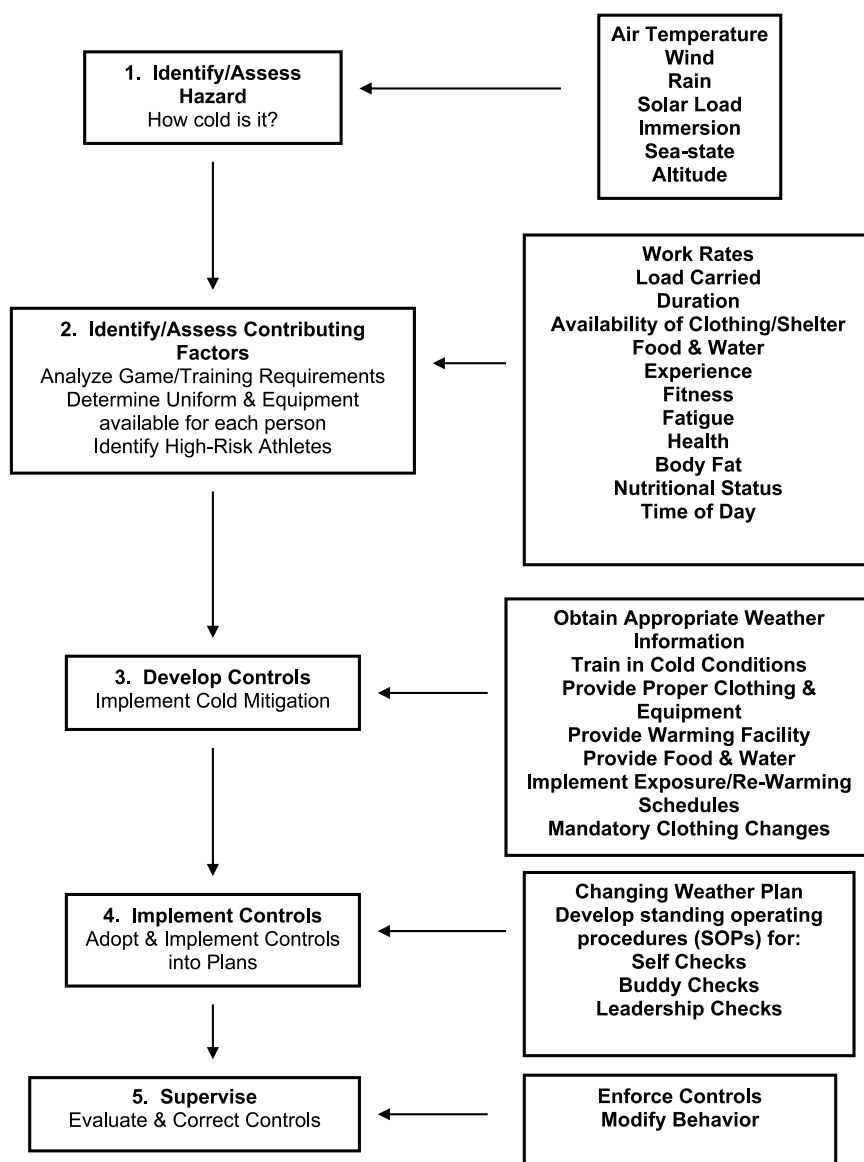 1. Identify/Assess
Hazard
How cold is it?
Air Temperature
Wind
Rain
Solar Load
Immersion
Sea-state
Altitude
2. Identify/Assess Contributing
Factors
Analyze Game/Training Requirements
Determine Uniform & Equipment
available for each person
Identify High-Risk Athletes
Work Rates
Load Carried
Duration
Availability of Clothing/Shelter
Food & Water
Experience
Fitness
Fatigue
Health
Body Fat
Nutritional Status
Time of Day
3. Develop Controls
Implement Cold Mitigation
Obtain Appropriate Weather
Information
Train in Cold Conditions
Provide Proper Clothing &
Equipment
Provide Warming Facility
Provide Food & Water
Implement Exposure/Re-Warming
Schedules
Mandatory Clothing Changes
4. Implement Controls
Adopt & Implement Controls
into Plans
Changing Weather Plan
Develop standing operating
procedures (SOPs) for:
Self Checks
Buddy Checks
Leadership Checks
5. Supervise
Evaluate & Correct Controls
Enforce Controls
Modify Behavior